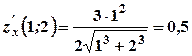 z′ₓ(1;2) = (3·1²) / (2√(1³ + 2³)) = 0,5